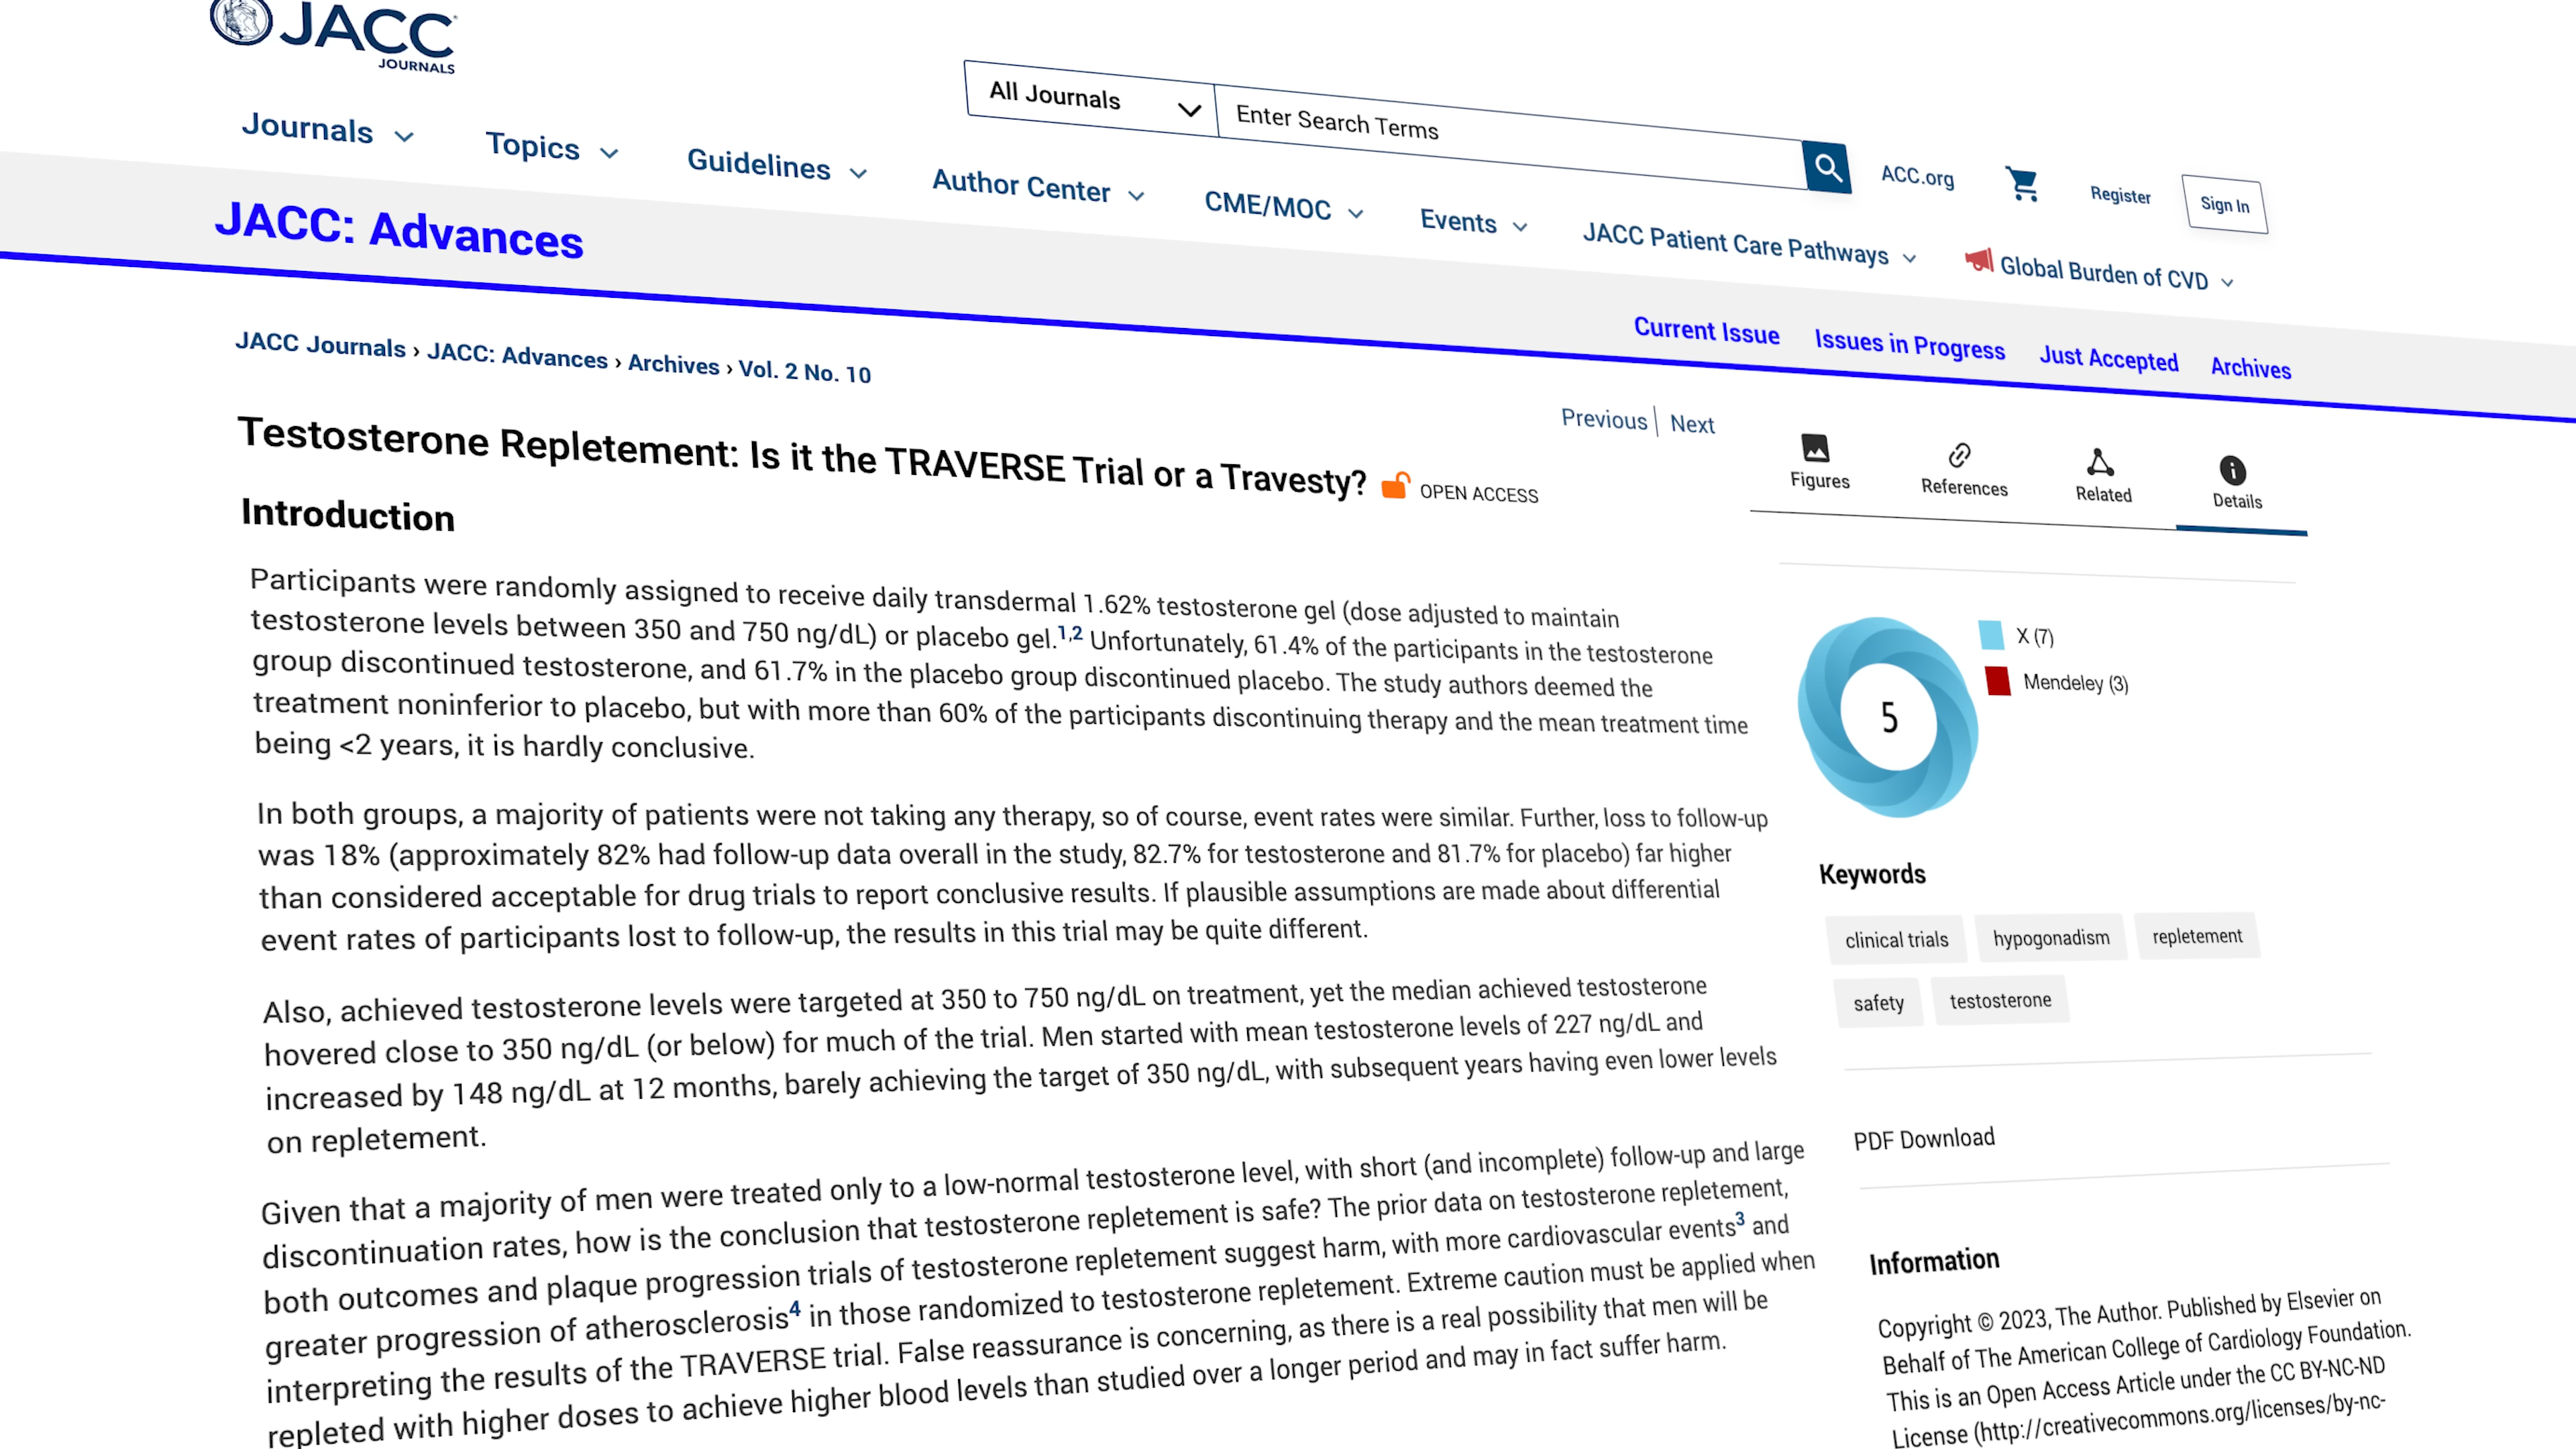 JACC
JOURNALS
All Journals
Enter Search Terms
ACC.org
Register
Sign In
Journals
Topics
Guidelines
Author Center
CME/MOC
Events
JACC Patient Care Pathways
Global Burden of CVD
JACC: Advances
Current Issue
Issues in Progress
Just Accepted
Archives
JACC Journals › JACC: Advances › Archives › Vol. 2 No. 10
Previous | Next
Testosterone Repletement: Is it the TRAVERSE Trial or a Travesty? OPEN ACCESS
Introduction
Participants were randomly assigned to receive daily transdermal 1.62% testosterone gel (dose adjusted to maintain
testosterone levels between 350 and 750 ng/dL) or placebo gel.1,2 Unfortunately, 61.4% of the participants in the testosterone
group discontinued testosterone, and 61.7% in the placebo group discontinued placebo. The study authors deemed the
treatment noninferior to placebo, but with more than 60% of the participants discontinuing therapy and the mean treatment time
being <2 years, it is hardly conclusive.
In both groups, a majority of patients were not taking any therapy, so of course, event rates were similar. Further, loss to follow-up
was 18% (approximately 82% had follow-up data overall in the study, 82.7% for testosterone and 81.7% for placebo) far higher
than considered acceptable for drug trials to report conclusive results. If plausible assumptions are made about differential
event rates of participants lost to follow-up, the results in this trial may be quite different.
Also, achieved testosterone levels were targeted at 350 to 750 ng/dL on treatment, yet the median achieved testosterone
hovered close to 350 ng/dL (or below) for much of the trial. Men started with mean testosterone levels of 227 ng/dL and
increased by 148 ng/dL at 12 months, barely achieving the target of 350 ng/dL, with subsequent years having even lower levels
on repletement.
Given that a majority of men were treated only to a low-normal testosterone level, with short (and incomplete) follow-up and large
discontinuation rates, how is the conclusion that testosterone repletement is safe? The prior data on testosterone repletement,
both outcomes and plaque progression trials of testosterone repletement suggest harm, with more cardiovascular events3 and
greater progression of atherosclerosis4 in those randomized to testosterone repletement. Extreme caution must be applied when
interpreting the results of the TRAVERSE trial. False reassurance is concerning, as there is a real possibility that men will be
repleted with higher doses to achieve higher blood levels than studied over a longer period and may in fact suffer harm.
Figures
References
Related
Details
5
X (7)
Mendeley (3)
Keywords
clinical trials
hypogonadism
repletement
safety
testosterone
PDF Download
Information
Copyright © 2023, The Author. Published by Elsevier on
Behalf of The American College of Cardiology Foundation.
This is an Open Access Article under the CC BY-NC-ND
License (http://creativecommons.org/licenses/by-nc-